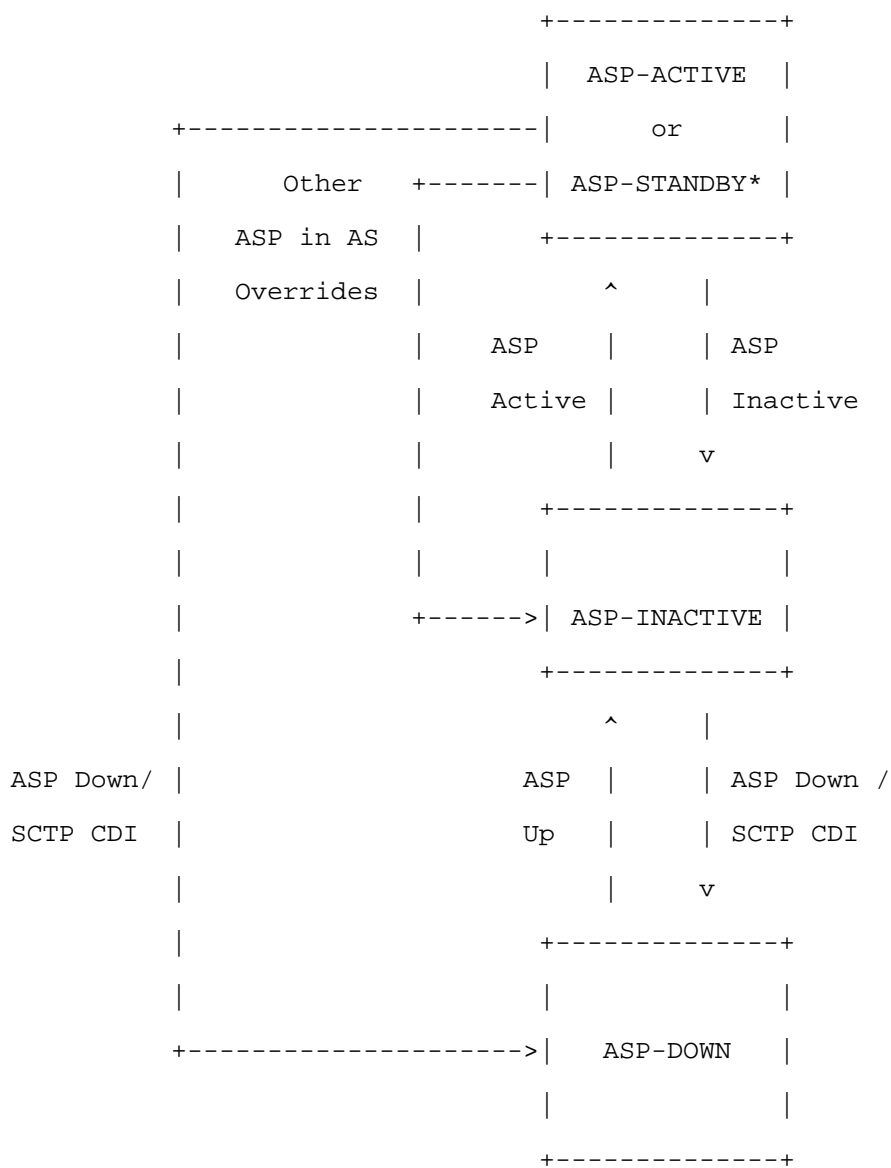 ASP-ACTIVE
or
Other ASP-STANDBY*
ASP in AS
Overrides
ASP ASP
Active Inactive
ASP-INACTIVE
ASP Down/ ASP ASP Down /
SCTP CDI Up SCTP CDI
ASP-DOWN